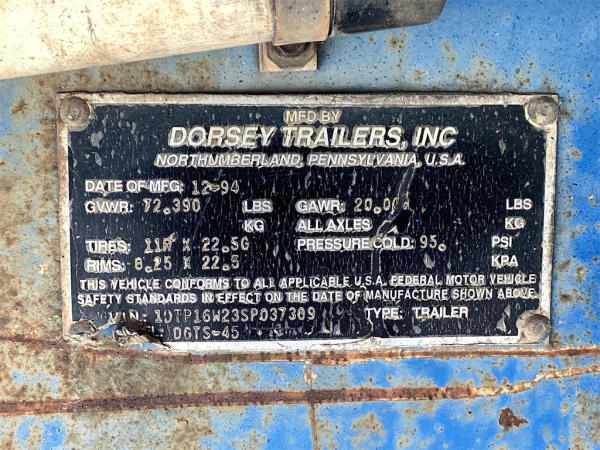 MFD BY
DORSEY TRAILERS, INC
NORTHUMBERLAND, PENNSYLVANIA, U.S.A.
DATE OF MFG: 12-94
GVWR: 72,390 LBS GAWR: 20,000 LBS
KG ALL AXLES KG
TIRES: 11R X 22.5G PRESSURE COLD: 95. PSI
RIMS: 8.25 X 22.5 KPA
THIS VEHICLE CONFORMS TO ALL APPLICABLE U.S.A. FEDERAL MOTOR VEHICLE
SAFETY STANDARDS IN EFFECT ON THE DATE OF MANUFACTURE SHOWN ABOVE.
V.I.N.: 1DTP16W23SP037309 TYPE: TRAILER
DGTS-45